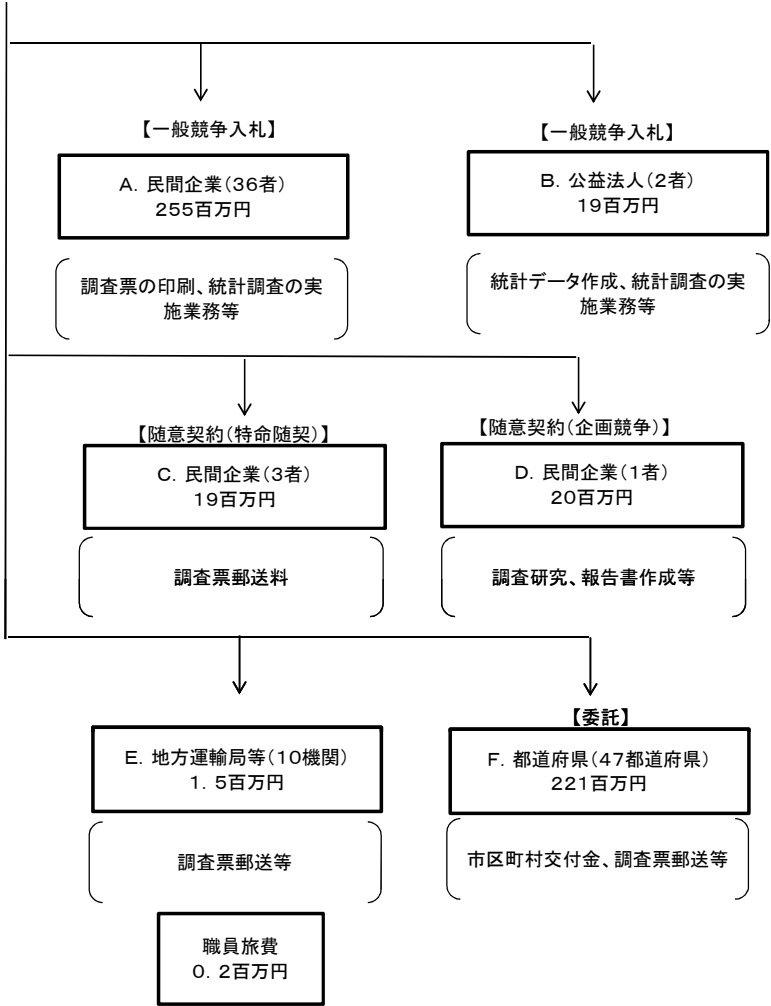 【一般競争入札】
A. 民間企業(36者)
255百万円
調査票の印刷、統計調査の実
施業務等
【一般競争入札】
B. 公益法人(2者)
19百万円
統計データ作成、統計調査の実
施業務等
【随意契約(特命随契)】
C. 民間企業(3者)
19百万円
調査票郵送料
【随意契約(企画競争)】
D. 民間企業(1者)
20百万円
調査研究、報告書作成等
E. 地方運輸局等(10機関)
1. 5百万円
調査票郵送等
【委託】
F. 都道府県(47都道府県)
221百万円
市区町村交付金、調査票郵送等
職員旅費
0. 2百万円